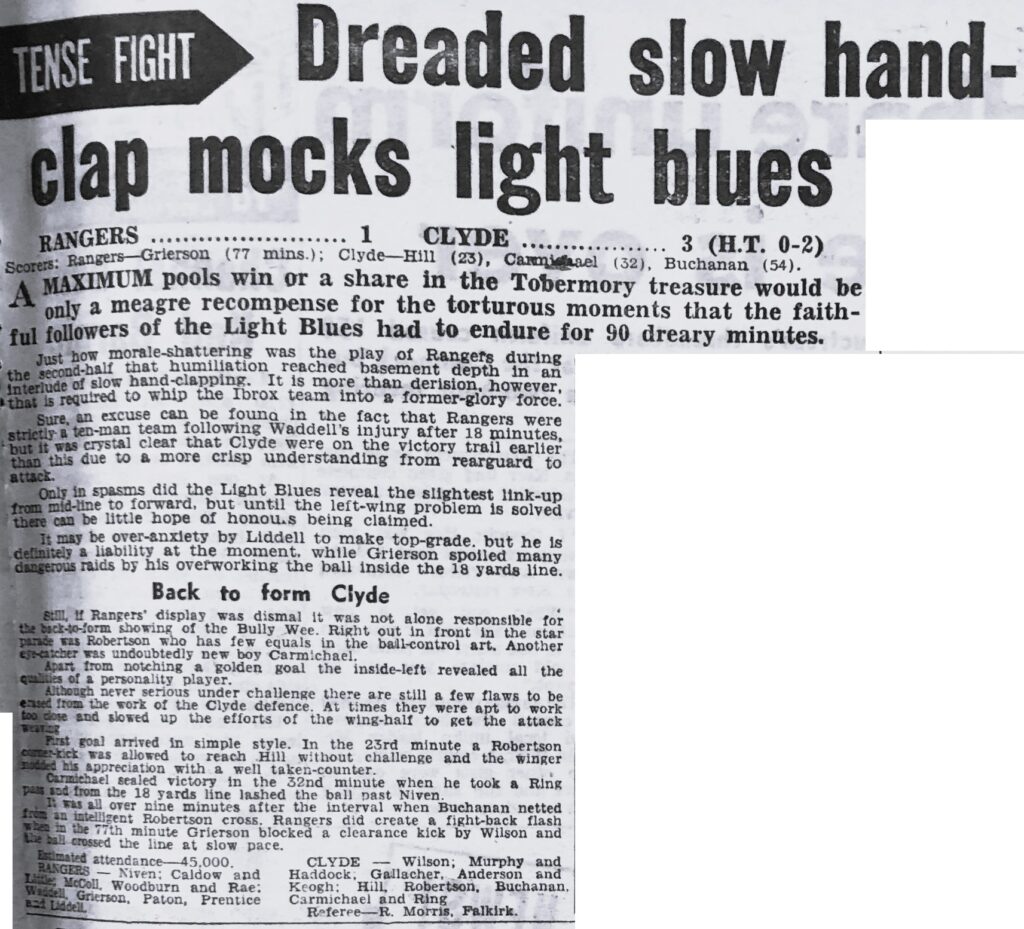 TENSE FIGHT
Dreaded slow hand-
clap mocks light blues
RANGERS ...................... 1 CLYDE .................. 3 (H.T. 0-2)
Scorers: Rangers—Grierson (77 mins.); Clyde—Hill (23), Carmichael (32), Buchanan (54).
A MAXIMUM pools win or a share in the Tobermory treasure would be
only a meagre recompense for the torturous moments that the faith-
ful followers of the Light Blues had to endure for 90 dreary minutes.
Just how morale-shattering was the play of Rangers during
the second-half that humiliation reached basement depth in an
interlude of slow hand-clapping. It is more than derision, however,
that is required to whip the Ibrox team into a former-glory force.
Sure, an excuse can be found in the fact that Rangers were
strictly a ten-man team following Waddell's injury after 18 minutes,
but it was crystal clear that Clyde were on the victory trail earlier
than this due to a more crisp understanding from rearguard to
attack.
Only in spasms did the Light Blues reveal the slightest link-up
from mid-line to forward, but until the left-wing problem is solved
there can be little hope of honours being claimed.
It may be over-anxiety by Liddell to make top-grade, but he is
definitely a liability at the moment, while Grierson spoiled many
dangerous raids by his overworking the ball inside the 18 yards line.
Back to form Clyde
Still, if Rangers' display was dismal it was not alone responsible for
the back-to-form showing of the Bully Wee. Right out in front in the star
parade was Robertson who has few equals in the ball-control art. Another
eye-catcher was undoubtedly new boy Carmichael.
Apart from notching a golden goal the inside-left revealed all the
qualities of a personality player.
Although never serious under challenge there are still a few flaws to be
erased from the work of the Clyde defence. At times they were apt to work
too close and slowed up the efforts of the wing-half to get the attack
weaving
First goal arrived in simple style. In the 23rd minute a Robertson
corner-kick was allowed to reach Hill without challenge and the winger
nodded his appreciation with a well taken-counter.
Carmichael sealed victory in the 32nd minute when he took a Ring
pass and from the 18 yards line lashed the ball past Niven.
It was all over nine minutes after the interval when Buchanan netted
from an intelligent Robertson cross. Rangers did create a fight-back flash
when in the 77th minute Grierson blocked a clearance kick by Wilson and
the ball crossed the line at slow pace.
Estimated attendance—45,000.
RANGERS — Niven; Caldow and
Little; McColl, Woodburn and Rae;
Waddell, Grierson, Paton, Prentice
and Liddell.
CLYDE — Wilson; Murphy and
Haddock; Gallacher, Anderson and
Keogh; Hill, Robertson, Buchanan,
Carmichael and Ring
Referee—R. Morris, Falkirk.